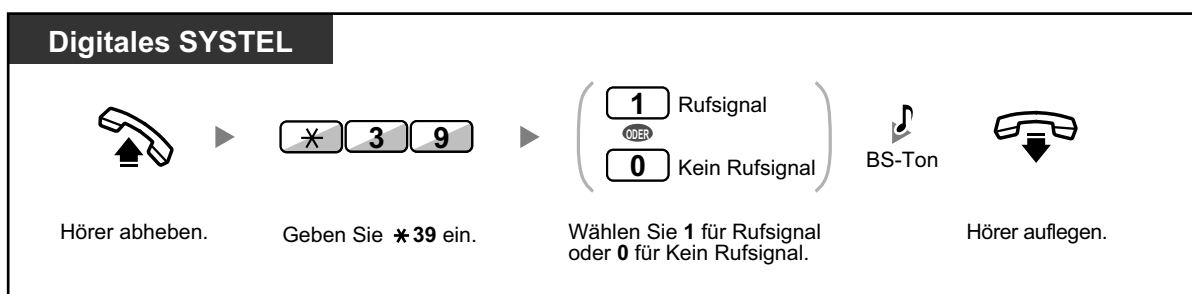 Digitales SYSTEL
* 3 9
1 Rufsignal
ODER
0 Kein Rufsignal
BS-Ton
Hörer abheben.
Geben Sie *39 ein.
Wählen Sie 1 für Rufsignal
oder 0 für Kein Rufsignal.
Hörer auflegen.